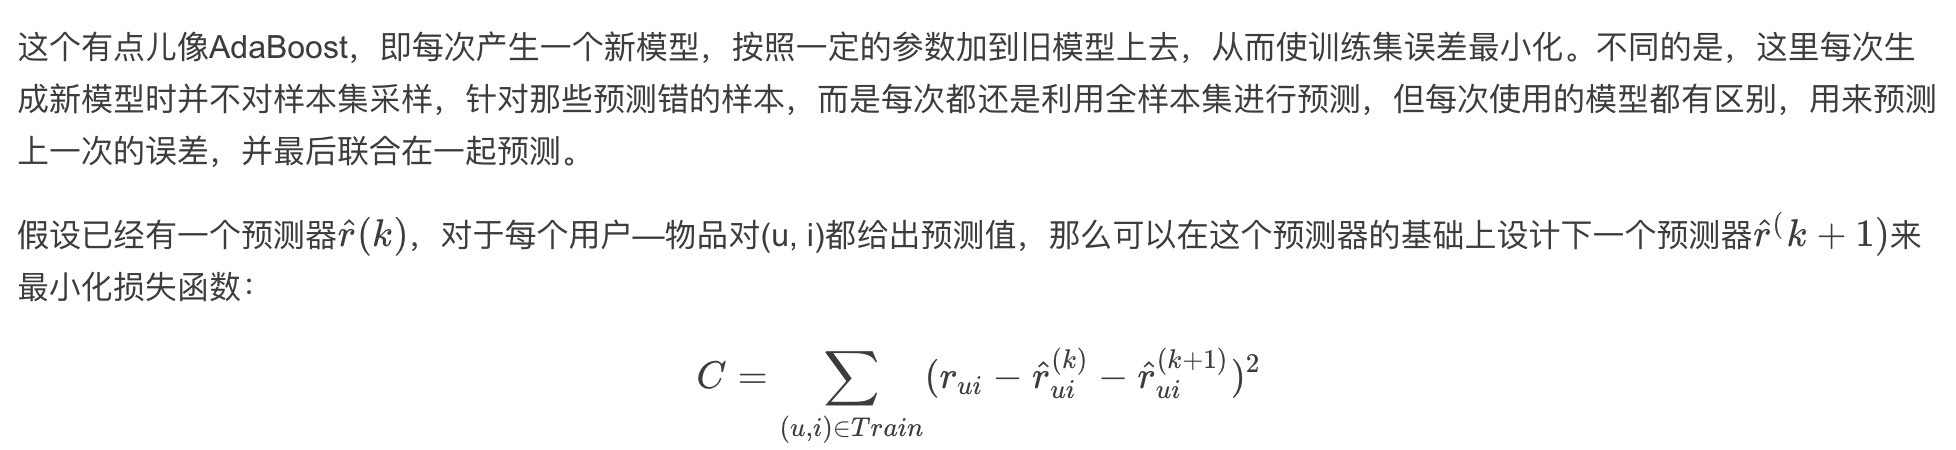 这个有点儿像AdaBoost，即每次产生一个新模型，按照一定的参数加到旧模型上去，从而使训练集误差最小化。不同的是，这里每次生
成新模型时并不对样本集采样，针对那些预测错的样本，而是每次都还是利用全样本集进行预测，但每次使用的模型都有区别，用来预测
上一次的误差，并最后联合在一起预测。
假设已经有一个预测器$\hat{r}(k)$，对于每个用户—物品对(u, i)都给出预测值，那么可以在这个预测器的基础上设计下一个预测器$\hat{r}^(k+1)$来
最小化损失函数：
$C = \sum_{(u,i)\in Train} (r_{ui} - \hat{r}_{ui}^{(k)} - \hat{r}_{ui}^{(k+1)})^2$